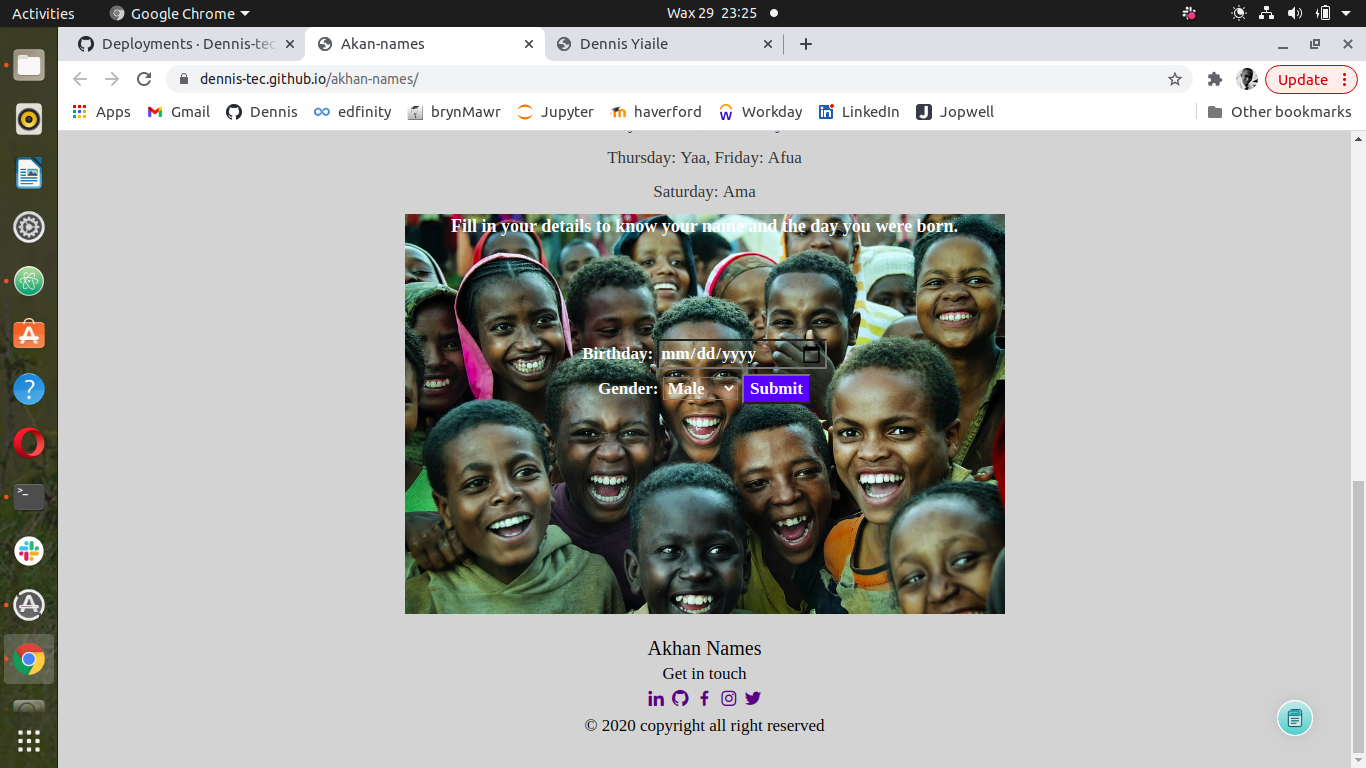 Activities Google Chrome Wax 29 23:25
Deployments · Dennis-tec Akan-names Dennis Yiaile
dennis-tec.github.io/akhan-names/ Update
Apps Gmail Dennis edfinity brynMawr Jupyter haverford Workday LinkedIn Jopwell Other bookmarks
Thursday: Yaa, Friday: Afua
Saturday: Ama
Fill in your details to know your name and the day you were born.
Birthday: mm/dd/yyyy
Gender: Male Submit
Akhan Names
Get in touch
© 2020 copyright all right reserved